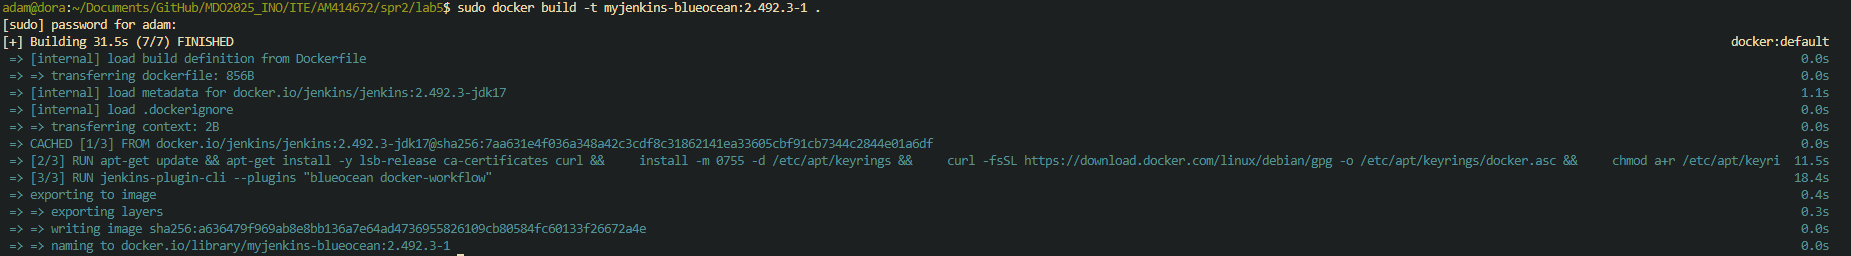 adam@dora:~/Documents/GitHub/MDO2025_INO/ITE/AM414672/spr2/lab5$ sudo docker build -t myjenkins-blueocean:2.492.3-1 .
[sudo] password for adam:
[+] Building 31.5s (7/7) FINISHED docker:default
=> [internal] load build definition from Dockerfile 0.0s
=> => transferring dockerfile: 856B 0.0s
=> [internal] load metadata for docker.io/jenkins/jenkins:2.492.3-jdk17 1.1s
=> [internal] load .dockerignore 0.0s
=> => transferring context: 2B 0.0s
=> CACHED [1/3] FROM docker.io/jenkins/jenkins:2.492.3-jdk17@sha256:7aa631e4f036a348a42c3cdf8c31862141ea33605cbf91cb7344c2844e01a6df 0.0s
=> [2/3] RUN apt-get update && apt-get install -y lsb-release ca-certificates curl && install -m 0755 -d /etc/apt/keyrings && curl -fsSL https://download.docker.com/linux/debian/gpg -o /etc/apt/keyrings/docker.asc && chmod a+r /etc/apt/keyri 11.5s
=> [3/3] RUN jenkins-plugin-cli --plugins "blueocean docker-workflow" 18.4s
=> exporting to image 0.4s
=> => exporting layers 0.3s
=> => writing image sha256:a636479f969ab8e8bb136a7e64ad4736955826109cb80584fc60133f26672a4e 0.0s
=> => naming to docker.io/library/myjenkins-blueocean:2.492.3-1 0.0s